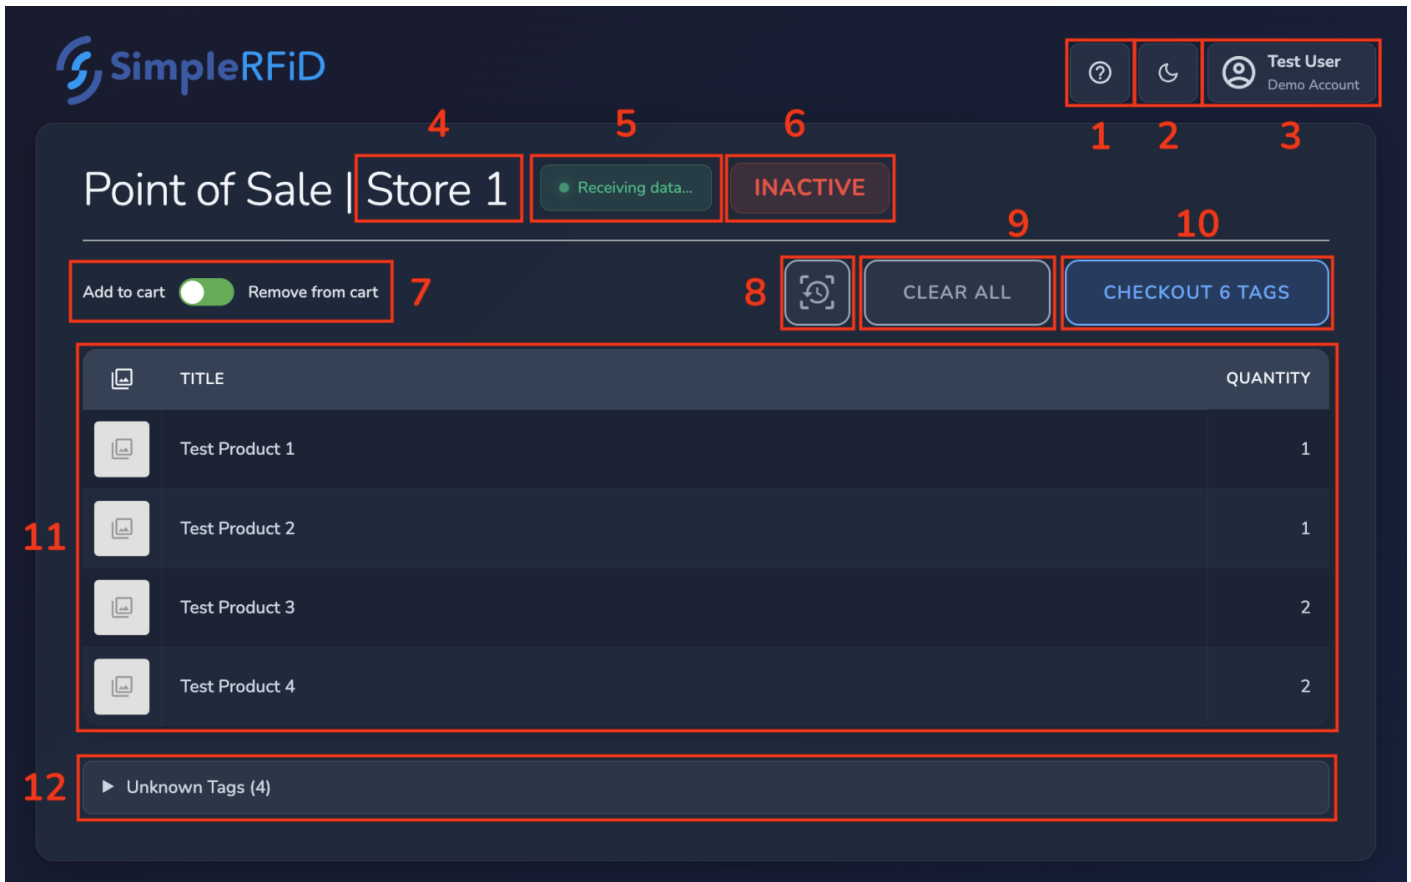 SimpleRFiD
Test User
Demo Account
1
2
3
4
5
6
Point of Sale | Store 1
Receiving data...
INACTIVE
9
10
Add to cart
Remove from cart
7
8
CLEAR ALL
CHECKOUT 6 TAGS
TITLE
QUANTITY
Test Product 1
1
11
Test Product 2
1
Test Product 3
2
Test Product 4
2
12
Unknown Tags (4)